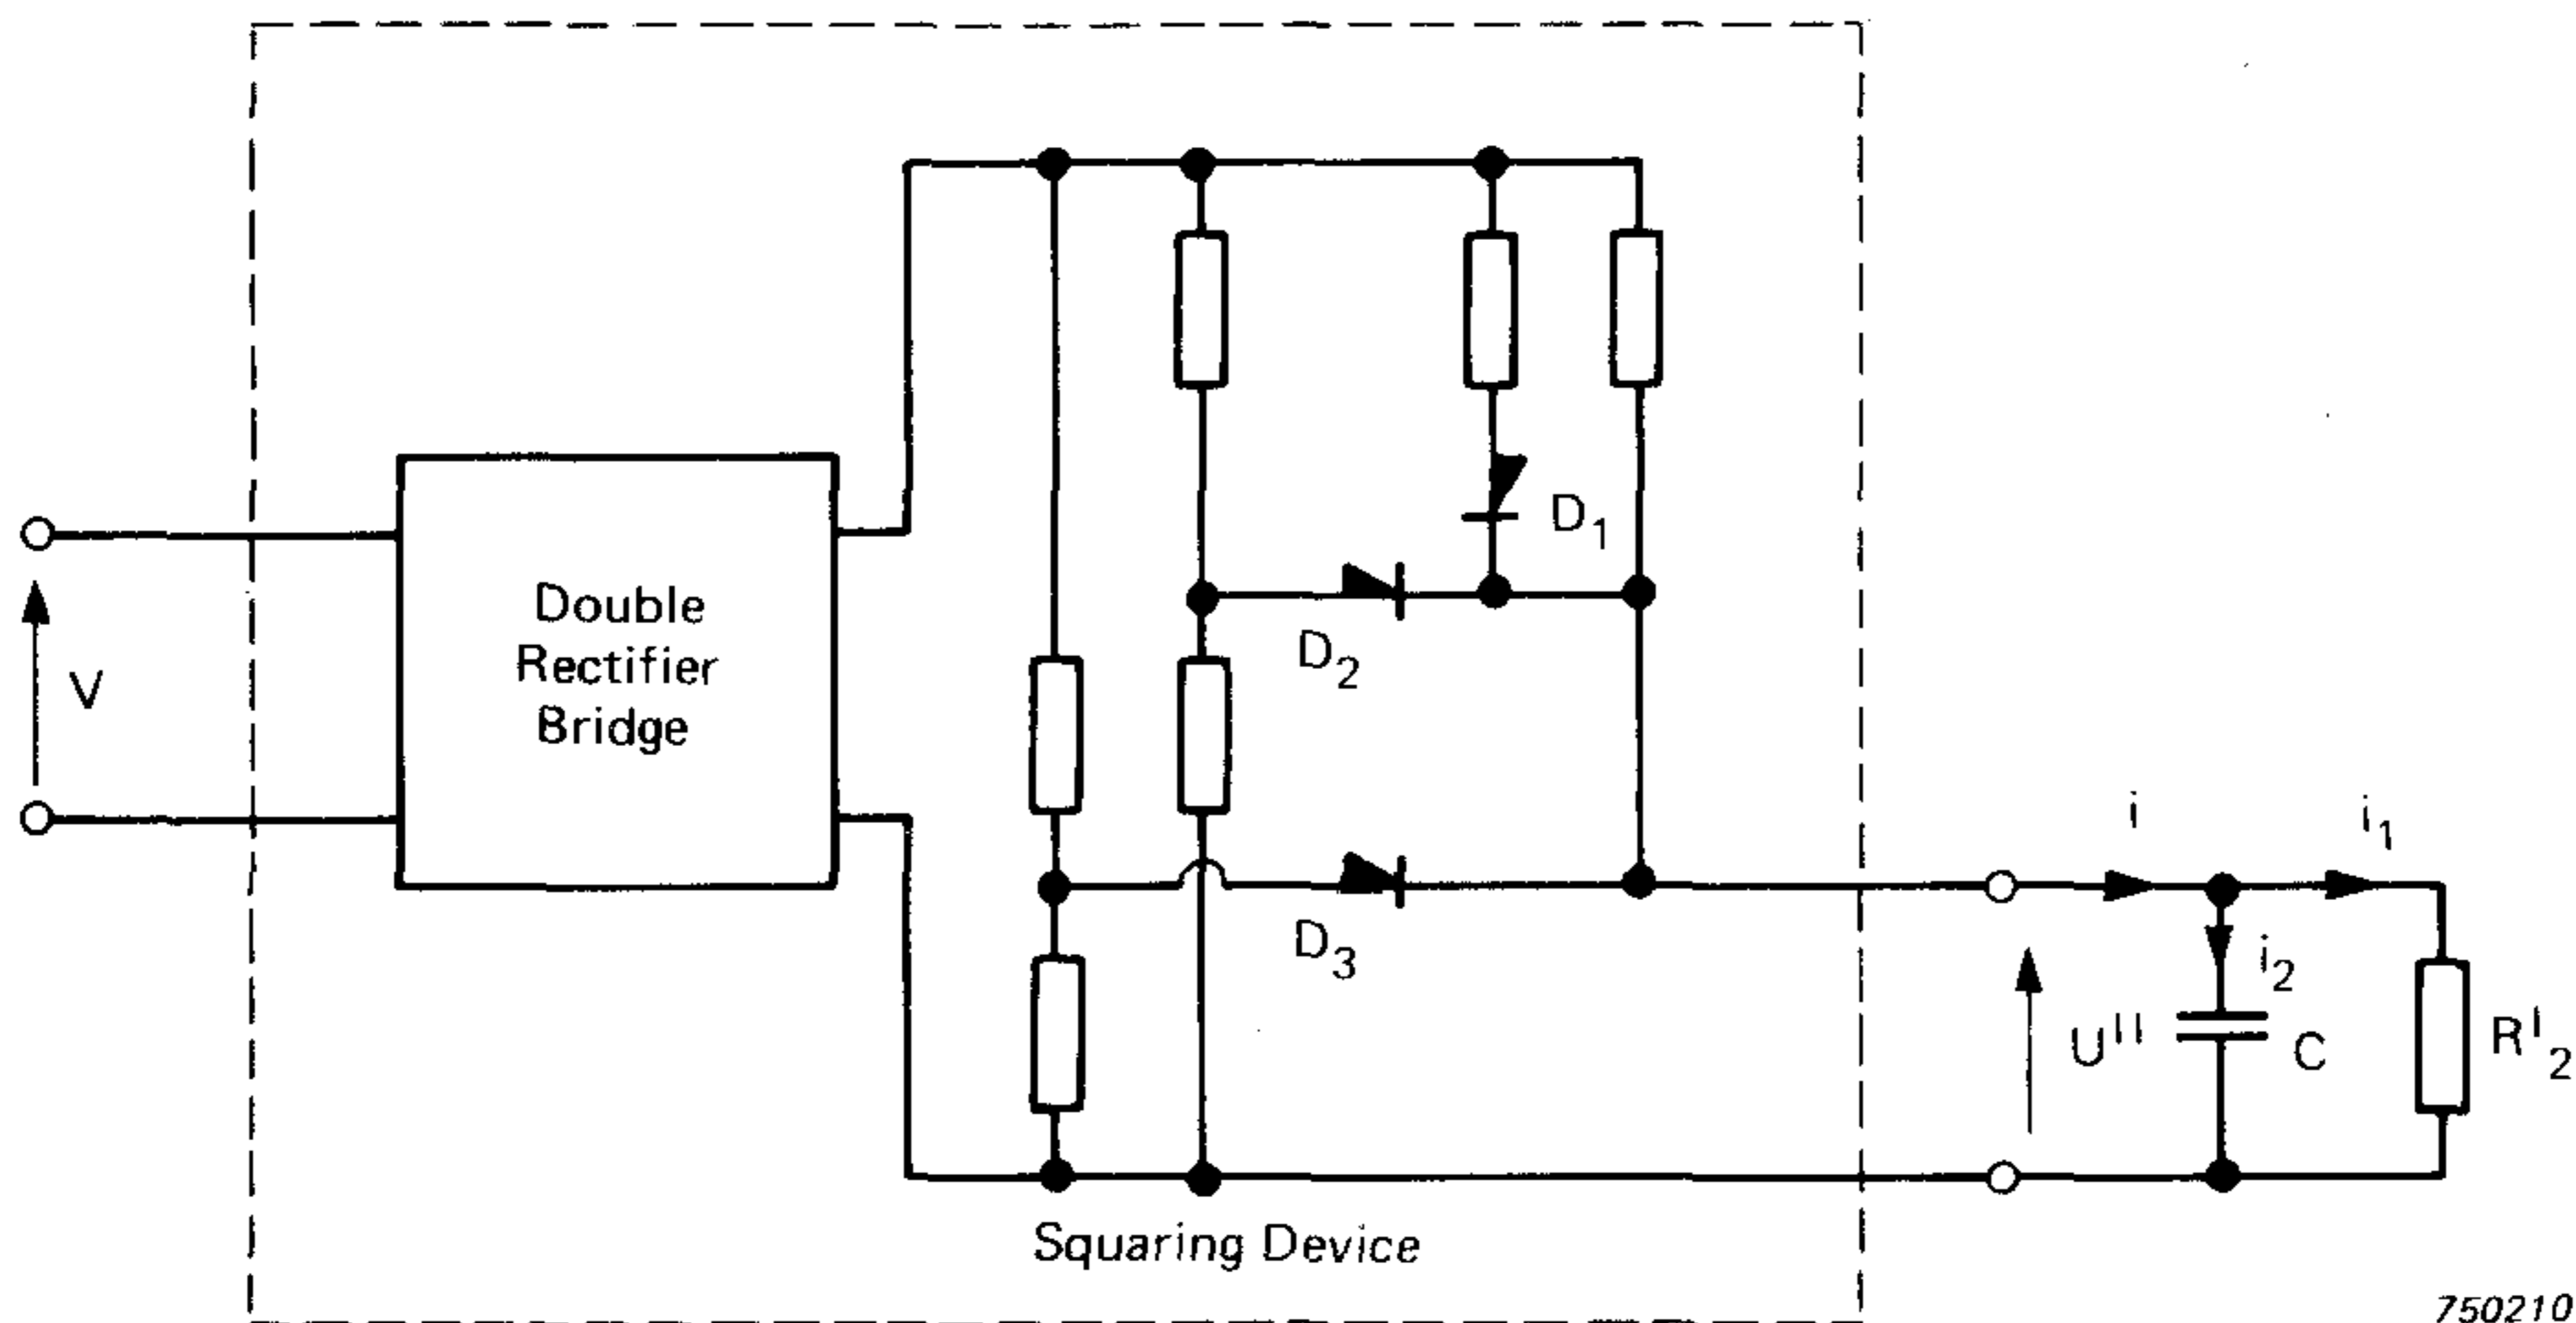 V
Double
Rectifier
Bridge
D₁
D₂
D₃
i
i₁
i₂
U''
C
R'₂
Squaring Device
750210